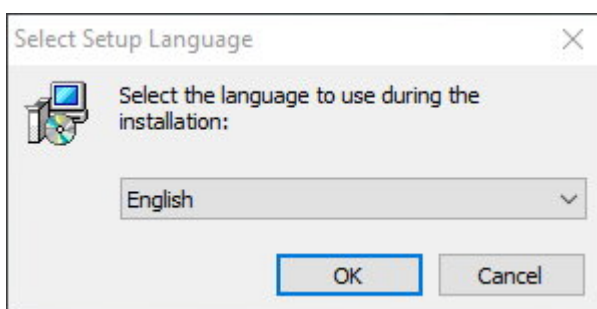 Select Setup Language
Select the language to use during the
installation:
English
OK
Cancel